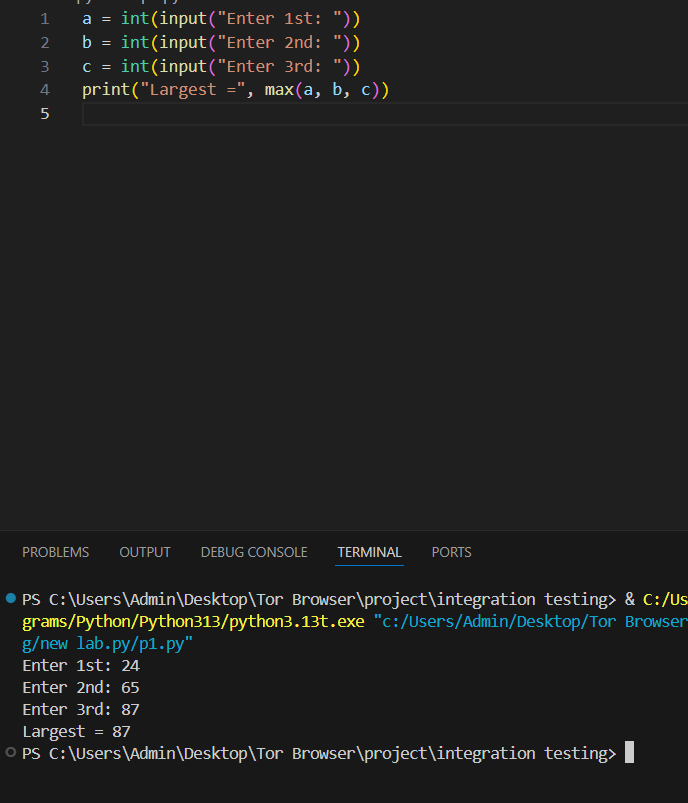 1 a = int(input("Enter 1st: "))
2 b = int(input("Enter 2nd: "))
3 c = int(input("Enter 3rd: "))
4 print("Largest =", max(a, b, c))
5
PROBLEMS OUTPUT DEBUG CONSOLE TERMINAL PORTS
PS C:\Users\Admin\Desktop\Tor Browser\project\integration testing> & C:/Us
grams/Python/Python313/python3.13t.exe "c:/Users/Admin/Desktop/Tor Browser
g/new lab.py/p1.py"
Enter 1st: 24
Enter 2nd: 65
Enter 3rd: 87
Largest = 87
PS C:\Users\Admin\Desktop\Tor Browser\project\integration testing>